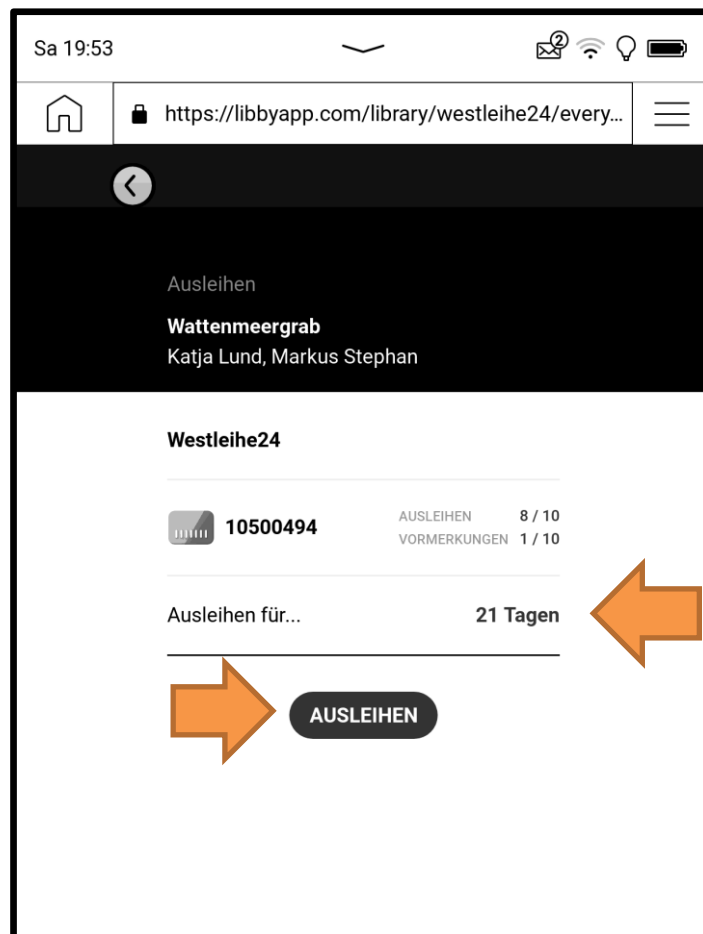 Sa 19:53
2
https://libbyapp.com/library/westleihe24/every...
Ausleihen
Wattenmeergrab
Katja Lund, Markus Stephan
Westleihe24
10500494 AUSLEIHEN 8 / 10
VORMERKUNGEN 1 / 10
Ausleihen für... 21 Tagen
AUSLEIHEN